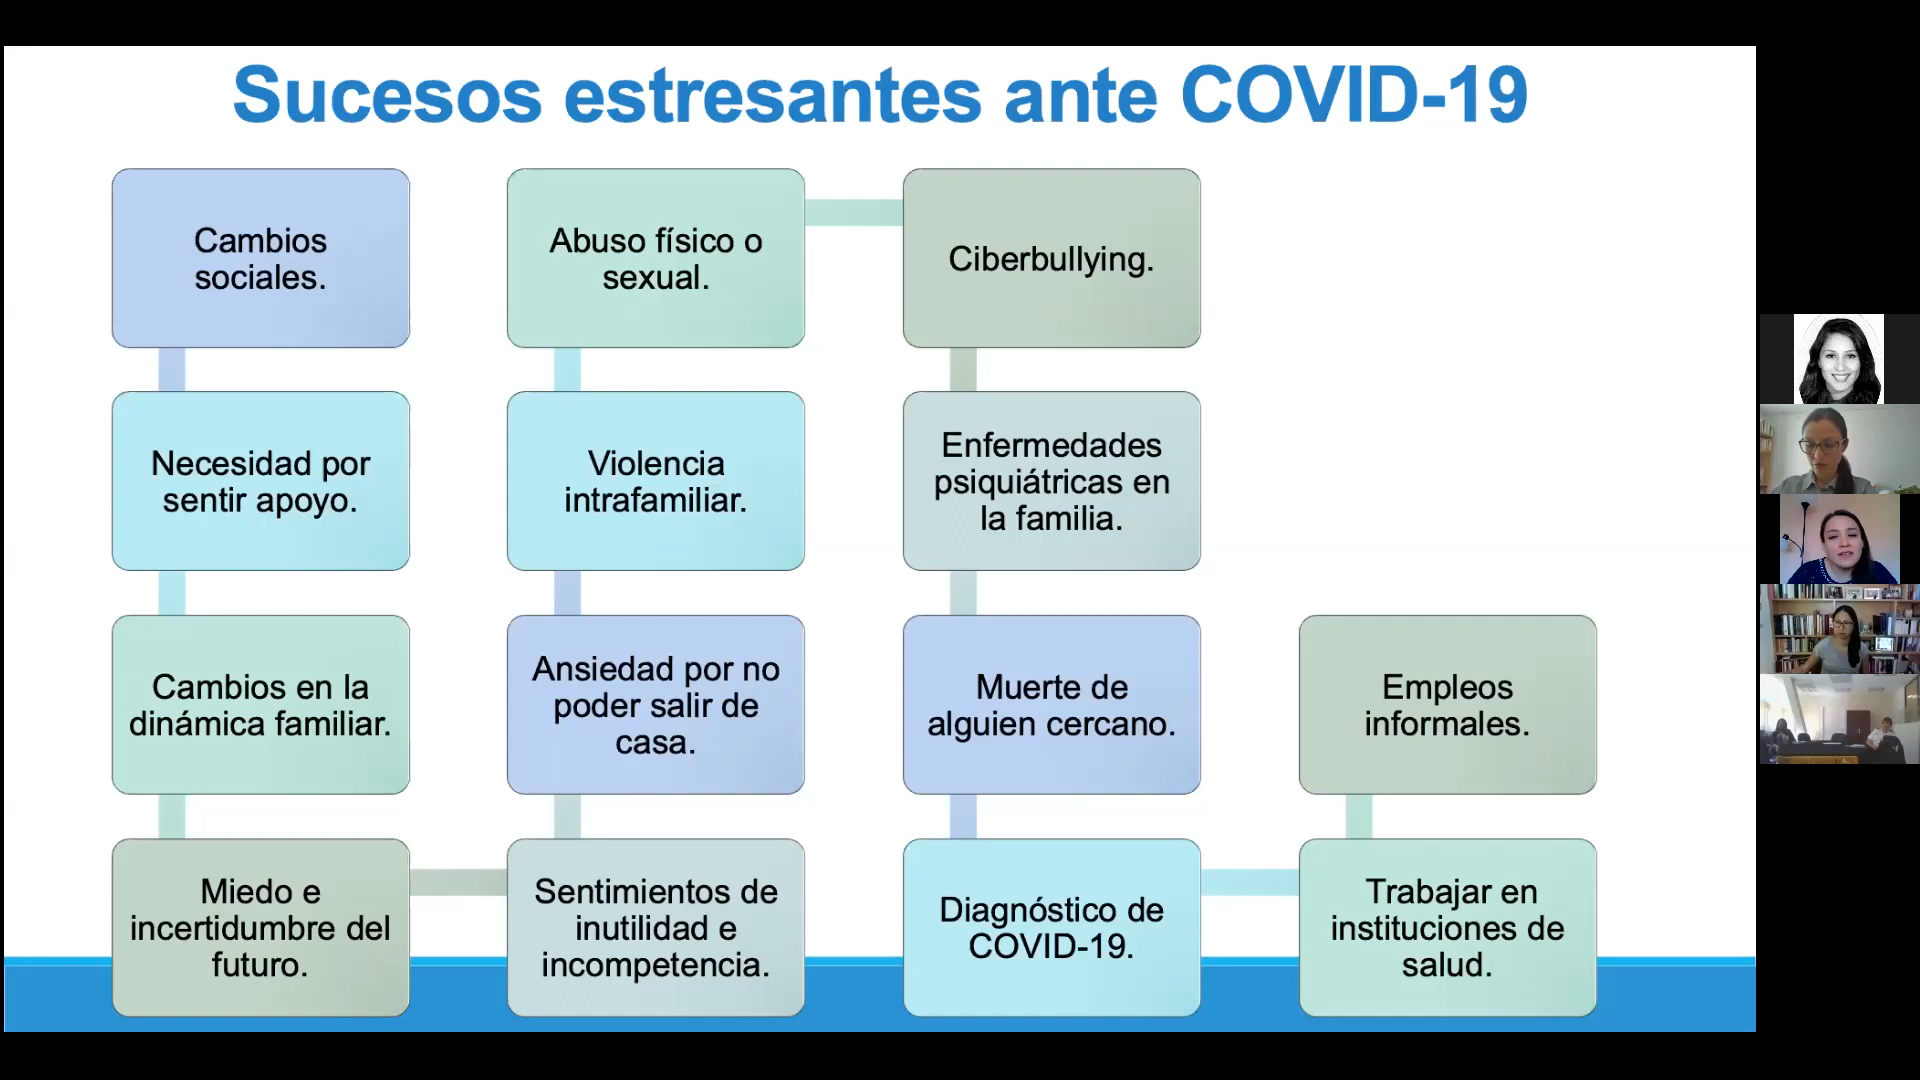 Sucesos estresantes ante COVID-19
Cambios
sociales.
Necesidad por
sentir apoyo.
Cambios en la
dinámica familiar.
Miedo e
incertidumbre del
futuro.
Sentimientos de
inutilidad e
incompetencia.
Ansiedad por no
poder salir de
casa.
Violencia
intrafamiliar.
Abuso físico o
sexual.
Ciberbullying.
Enfermedades
psiquiátricas en
la familia.
Muerte de
alguien cercano.
Diagnóstico de
COVID-19.
Trabajar en
instituciones de
salud.
Empleos
informales.